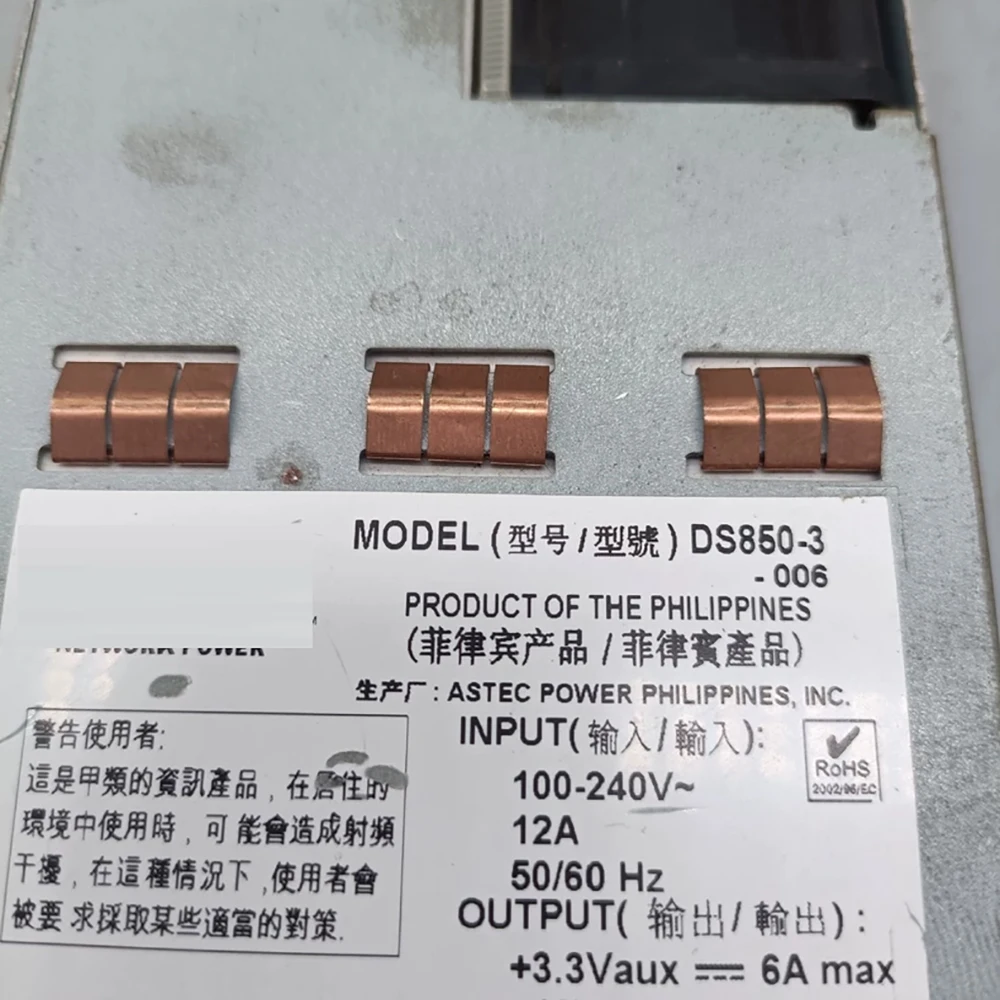 MODEL (型号/型號) DS850-3
-006
PRODUCT OF THE PHILIPPINES
(菲律宾产品/菲律賓產品)
生产厂: ASTEC POWER PHILIPPINES, INC.
INPUT(输入/輸入):
100-240V~
12A
50/60 Hz
OUTPUT(输出/輸出):
+3.3Vaux ⎓ 6A max
RoHS
2002/95/EC
NETWORK POWER
警告使用者:
這是甲類的資訊產品,在居住的
環境中使用時,可能會造成射頻
干擾,在這種情況下,使用者會
被要求採取某些適當的對策.